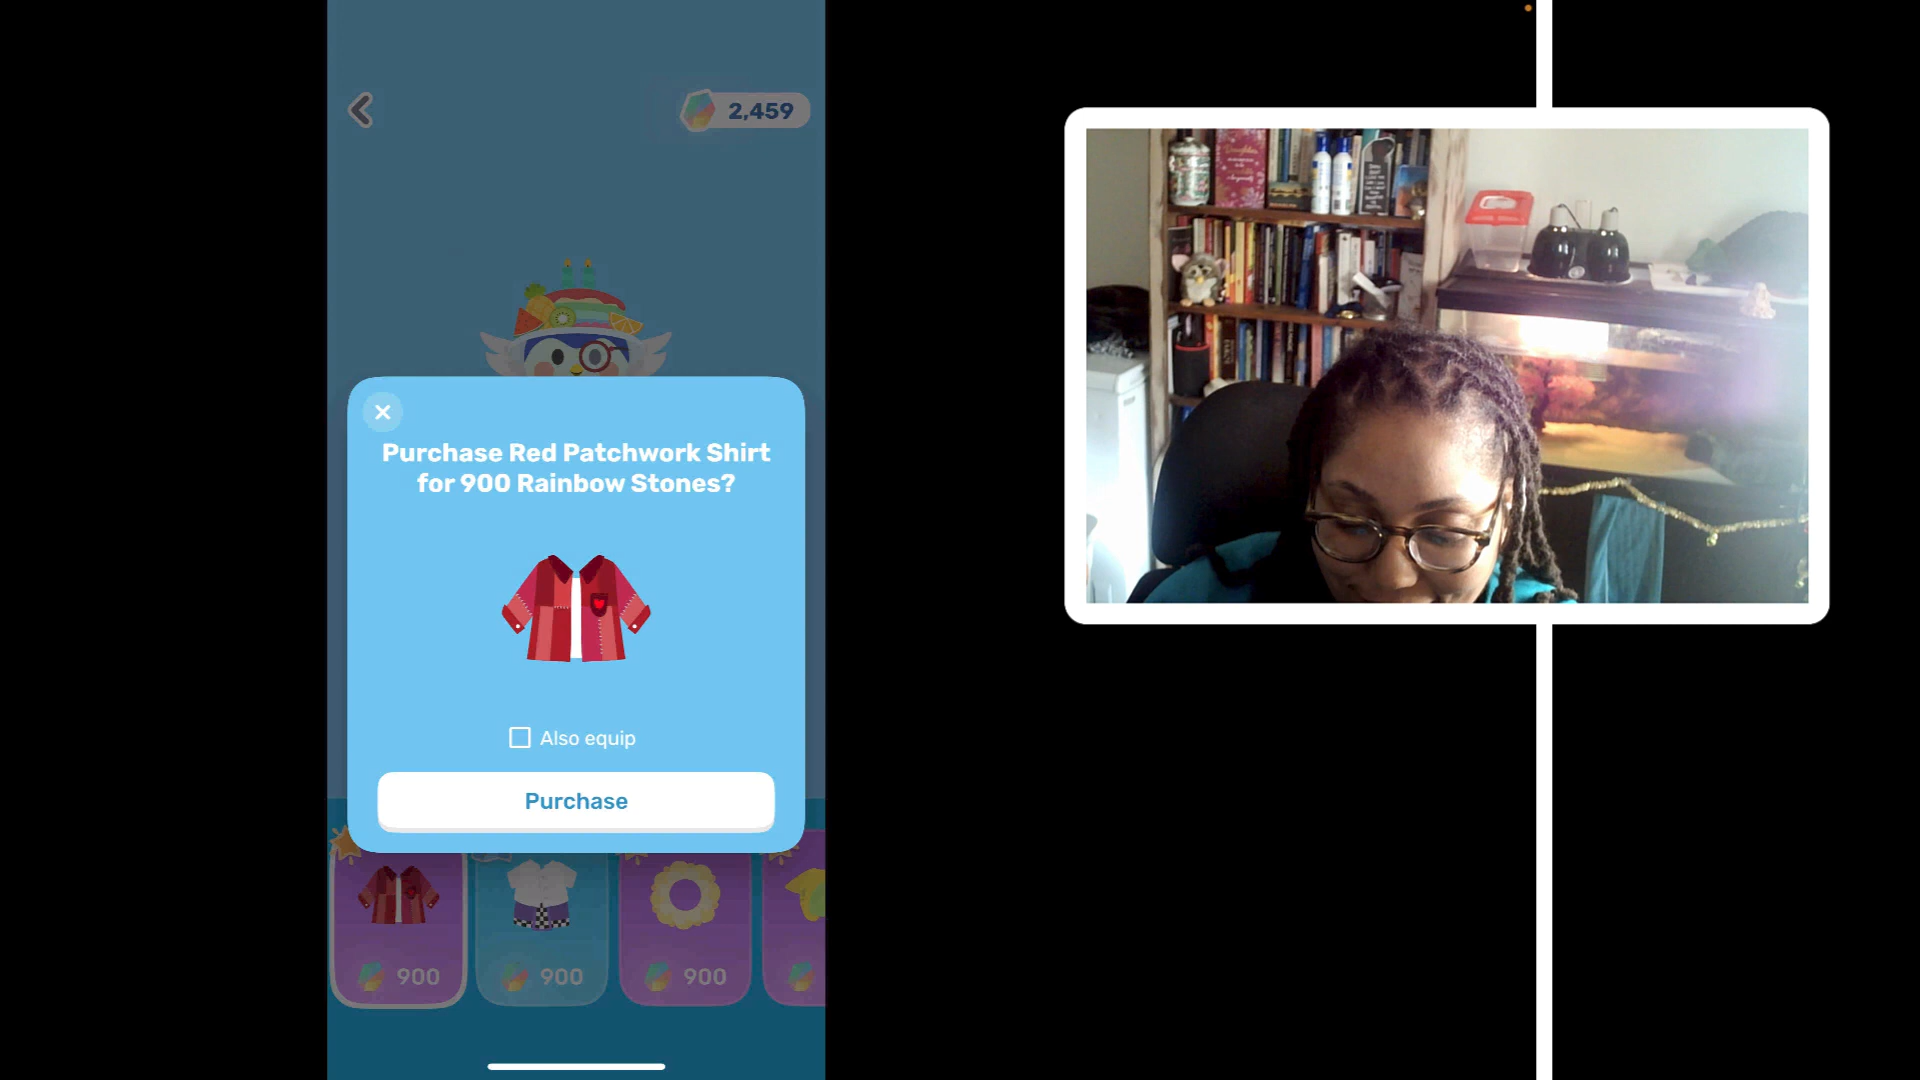 2,459
Purchase Red Patchwork Shirt
for 900 Rainbow Stones?
Also equip
Purchase
900
900
900